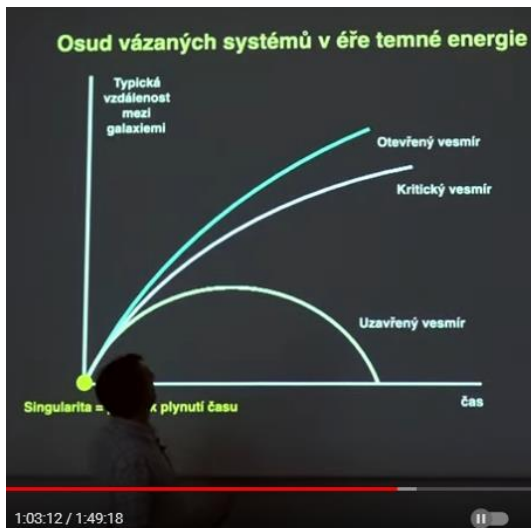 Osud vázaných systémů v éře temné energie
Typická
vzdálenost
mezi
galaxiemi
Otevřený vesmír
Kritický vesmír
Uzavřený vesmír
Singularita = k plynutí času
čas
1:03:12 / 1:49:18